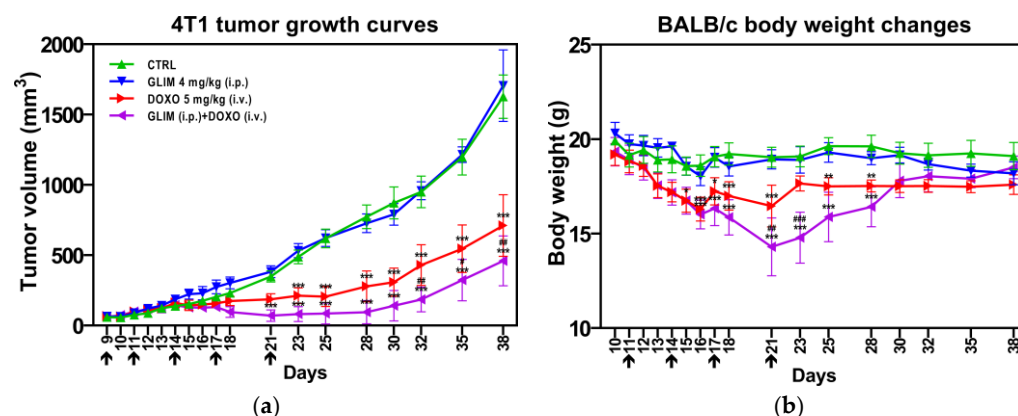 4T1 tumor growth curves
Tumor volume (mm³)
2000
1500
1000
500
0
CTRL
GLIM 4 mg/kg (i.p.)
DOXO 5 mg/kg (i.v.)
GLIM (i.p.)+DOXO (i.v.)
*** *** *** *** *** *** *** ***
*** *** *** *** *** ## *** # *** ## ***
→9 10 →11 12 13 →14 15 16 →17 18 →21 23 25 28 30 32 35 38
Days
(a)
BALB/c body weight changes
Body weight (g)
25
20
15
10
*** ** **
## *** ### *** *** ***
10 →11 12 13 →14 15 16 →17 18 →21 23 25 28 30 32 35 38
Days
(b)